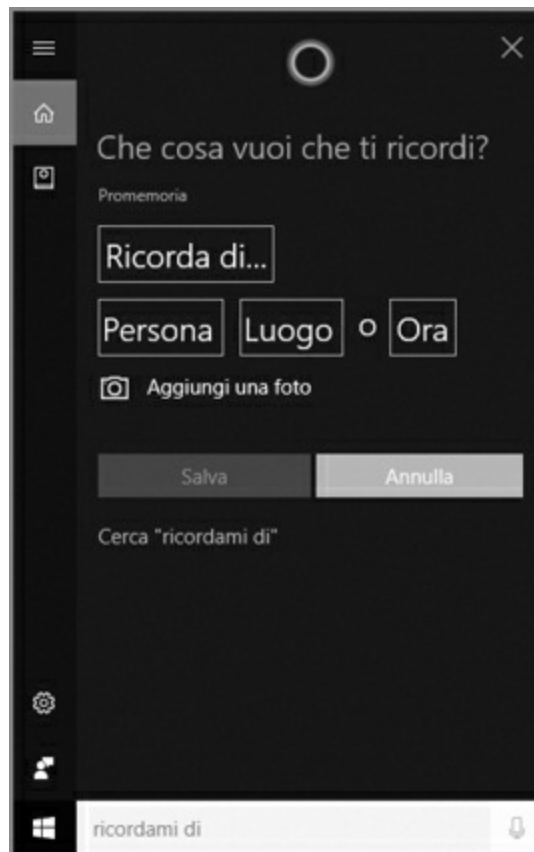 Che cosa vuoi che ti ricordi?
Promemoria
Ricorda di...
Persona Luogo o Ora
Aggiungi una foto
Salva Annulla
Cerca "ricordami di"
ricordami di